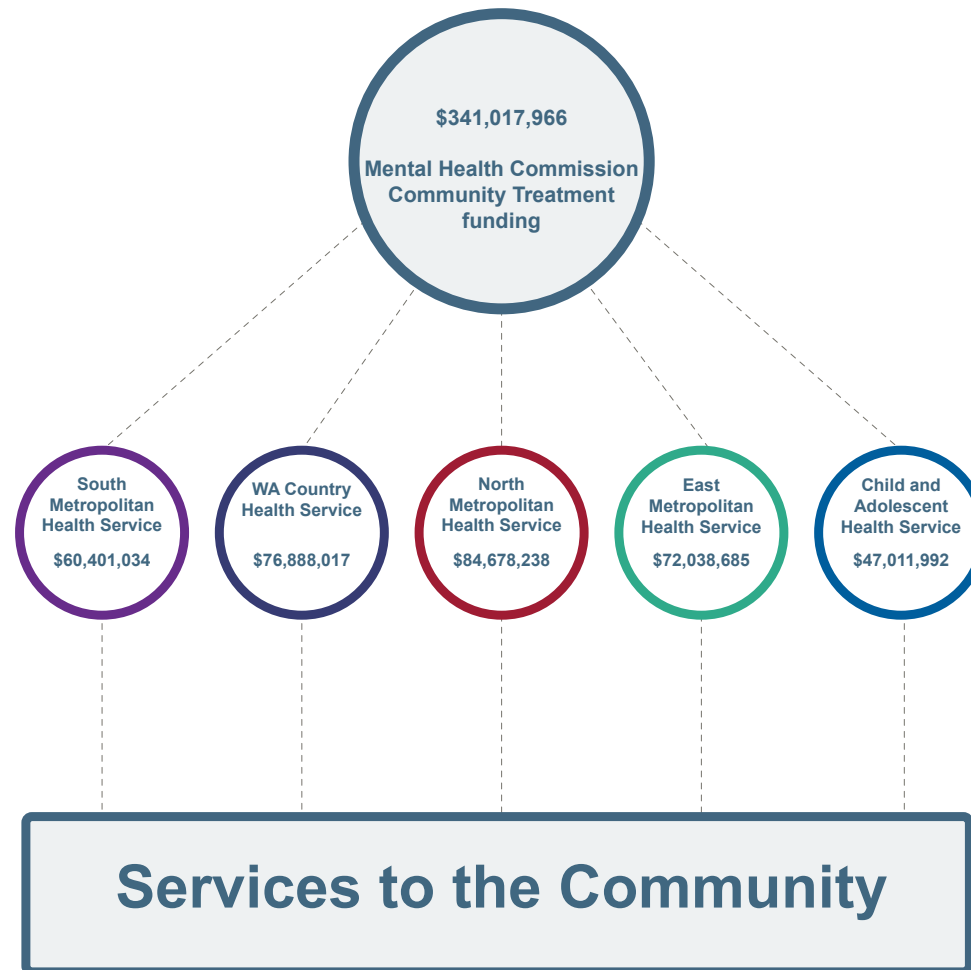 $341,017,966
Mental Health Commission
Community Treatment
funding
South
Metropolitan
Health Service
$60,401,034
WA Country
Health Service
$76,888,017
North
Metropolitan
Health Service
$84,678,238
East
Metropolitan
Health Service
$72,038,685
Child and
Adolescent
Health Service
$47,011,992
Services to the Community